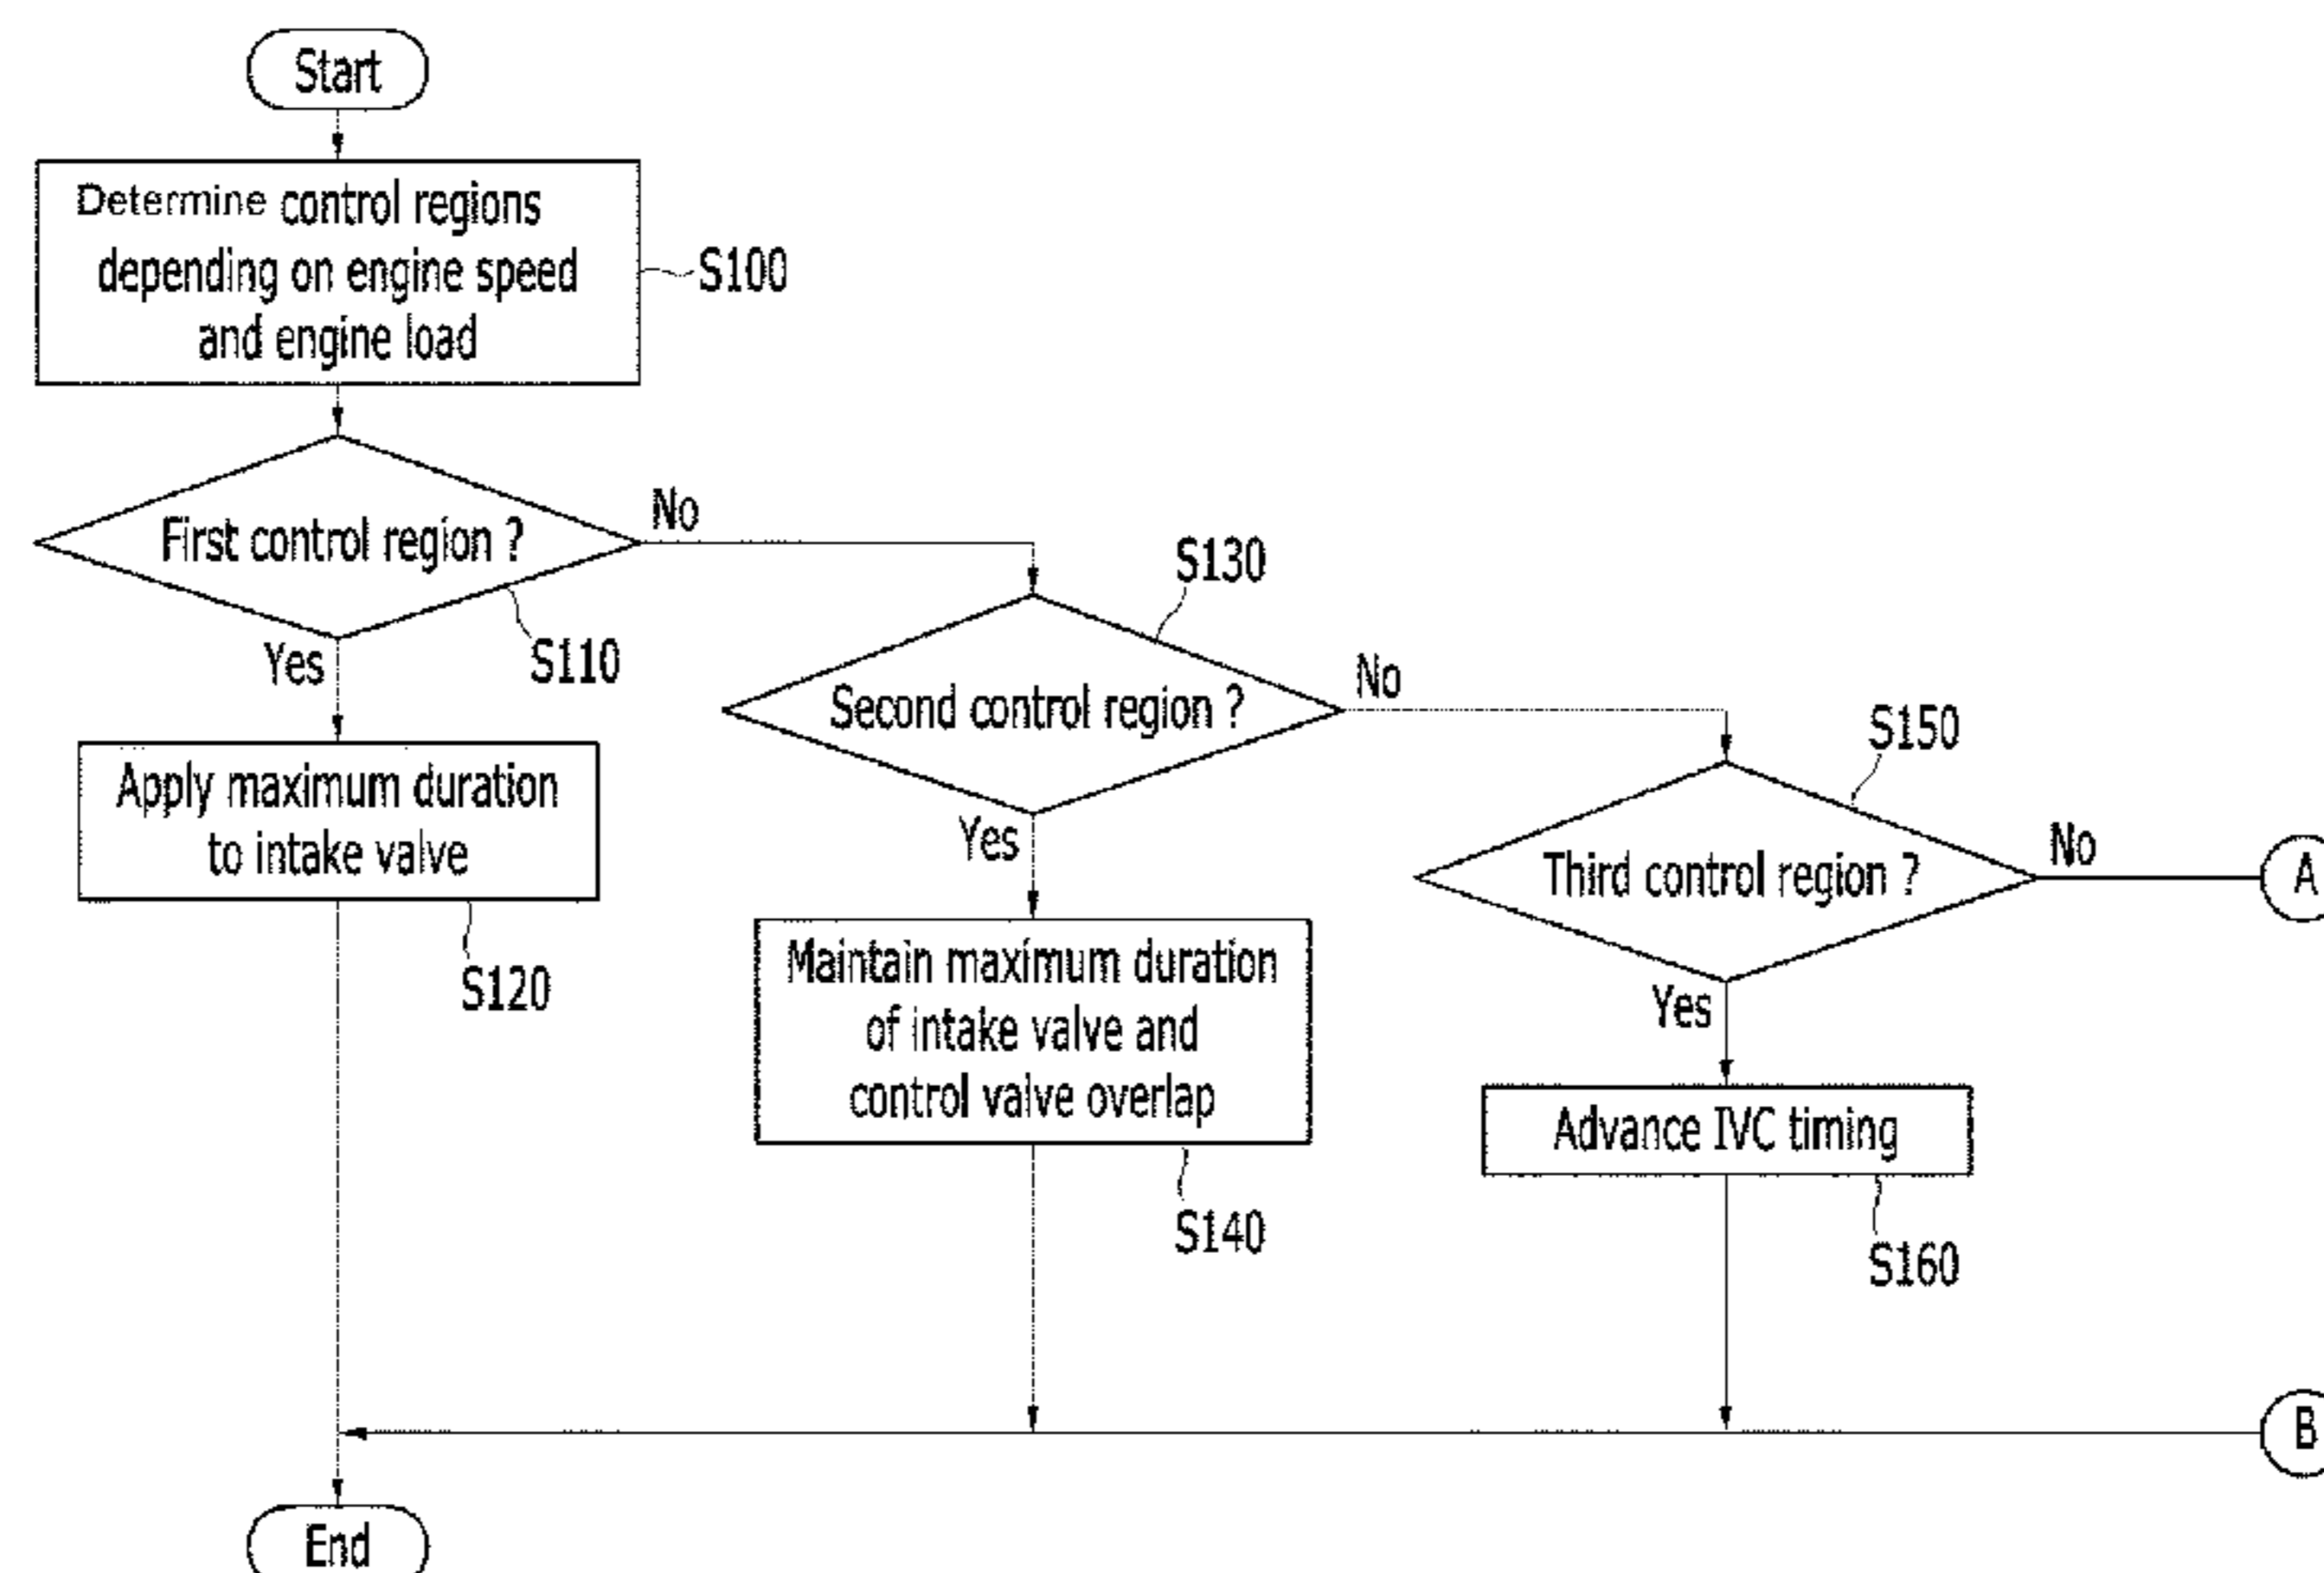 Start
Determine control regions
depending on engine speed
and engine load
S100
First control region ?
No
Yes
S110
Apply maximum duration
to intake valve
S120
S130
Second control region ?
No
Yes
Maintain maximum duration
of intake valve and
control valve overlap
S140
S150
Third control region ?
No
A
Yes
Advance IVC timing
S160
B
End